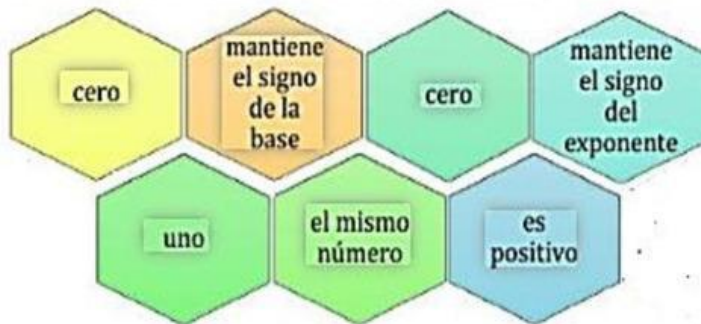 cero
mantiene
el signo
de la
base
cero
mantiene
el signo
del
exponente
uno
el mismo
número
es
positivo